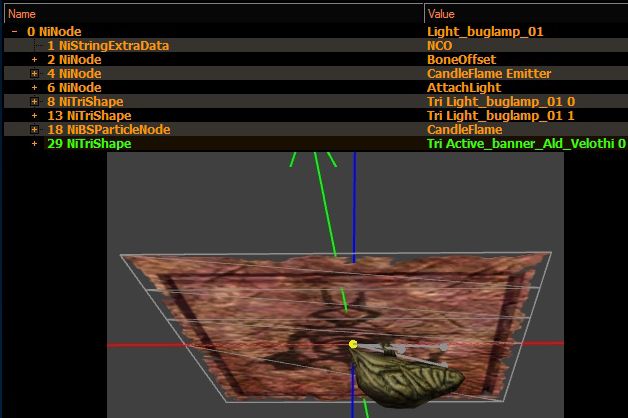 Name Value
0 NiNode Light_buglamp_01
1 NiStringExtraData NCO
2 NiNode BoneOffset
4 NiNode CandleFlame Emitter
6 NiNode AttachLight
8 NiTriShape Tri Light_buglamp_01 0
13 NiTriShape Tri Light_buglamp_01 1
18 NiBSParticleNode CandleFlame
29 NiTriShape Tri Active_banner_Ald_Velothi 0